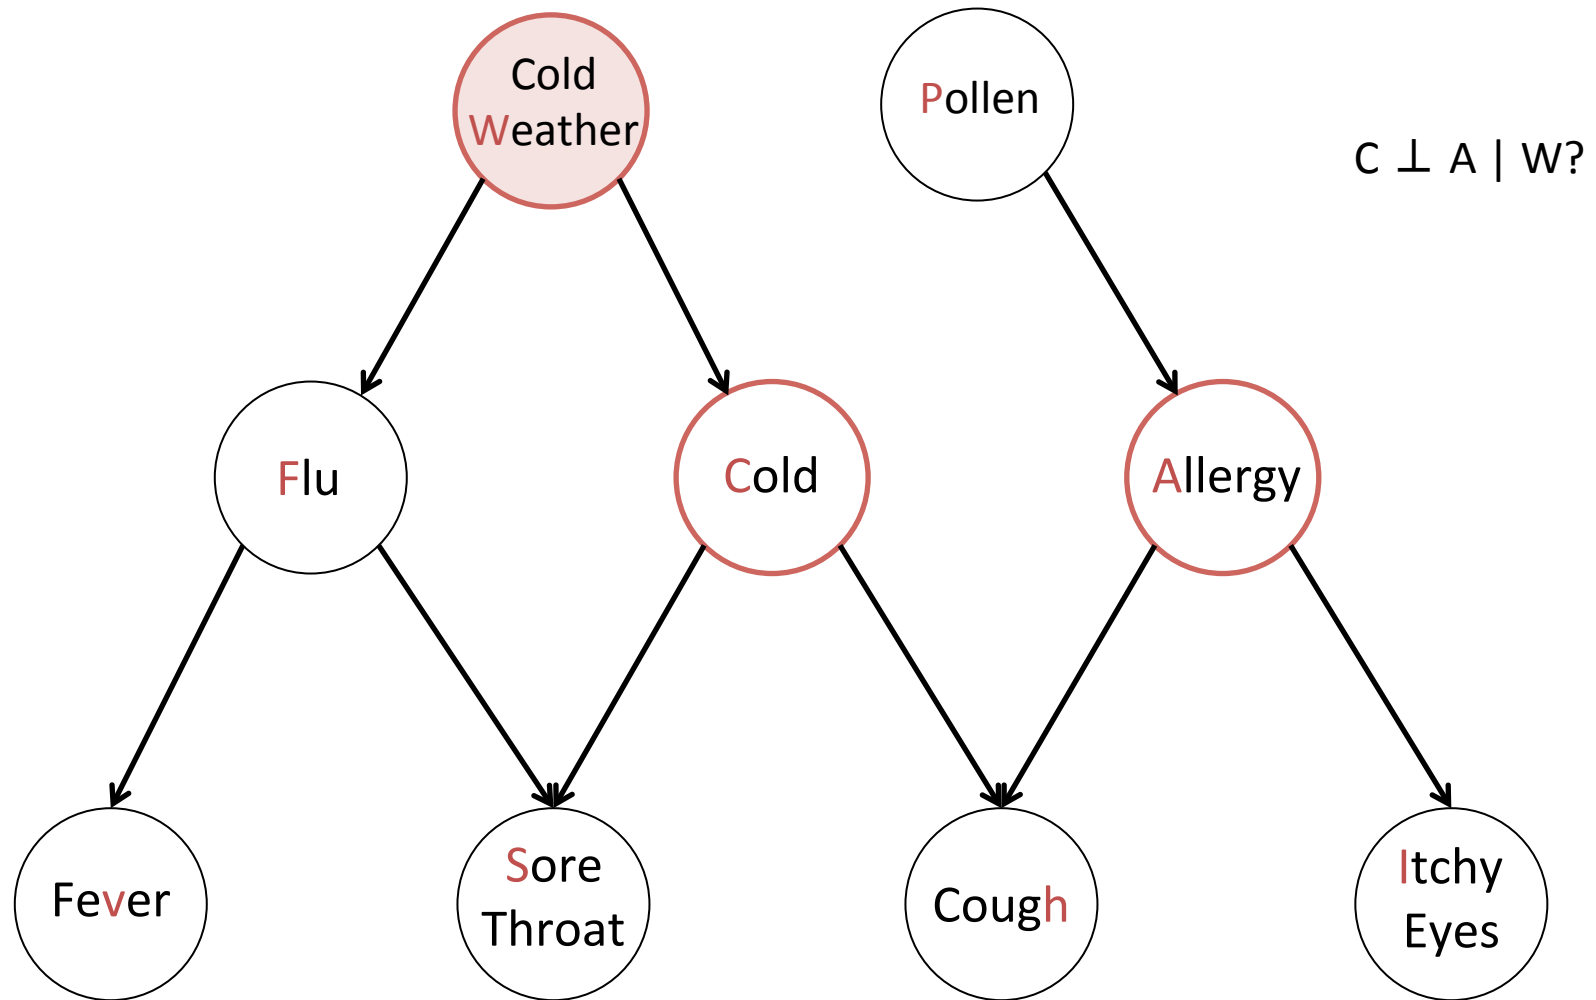 Cold
Weather
Pollen
C ⊥ A | W?
Flu
Cold
Allergy
Fever
Sore
Throat
Cough
Itchy
Eyes